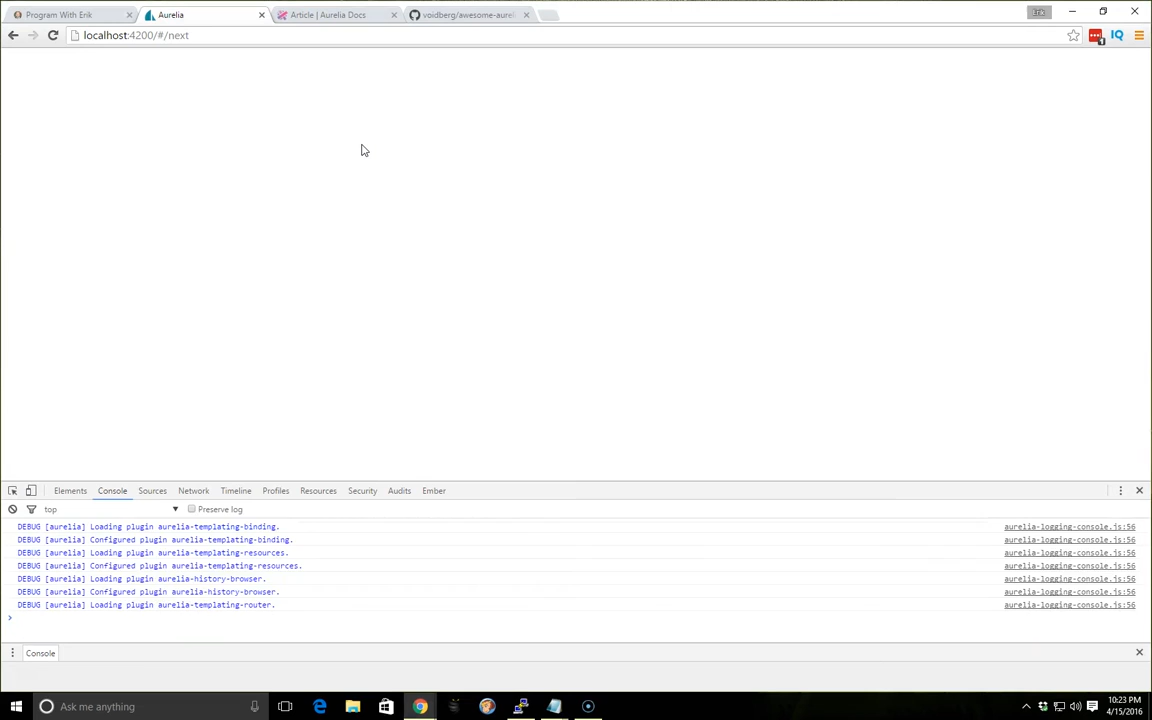 Program With Erik
Aurelia
Article | Aurelia Docs
voidberg/awesome-aureli
Erik
localhost:4200/#/next
1
IQ
Elements
Console
Sources
Network
Timeline
Profiles
Resources
Security
Audits
Ember
top
Preserve log
DEBUG [aurelia] Loading plugin aurelia-templating-binding. aurelia-logging-console.js:56
DEBUG [aurelia] Configured plugin aurelia-templating-binding. aurelia-logging-console.js:56
DEBUG [aurelia] Loading plugin aurelia-templating-resources. aurelia-logging-console.js:56
DEBUG [aurelia] Configured plugin aurelia-templating-resources. aurelia-logging-console.js:56
DEBUG [aurelia] Loading plugin aurelia-history-browser. aurelia-logging-console.js:56
DEBUG [aurelia] Configured plugin aurelia-history-browser. aurelia-logging-console.js:56
DEBUG [aurelia] Loading plugin aurelia-templating-router. aurelia-logging-console.js:56
>
Console
Ask me anything
10:23 PM
4/15/2016